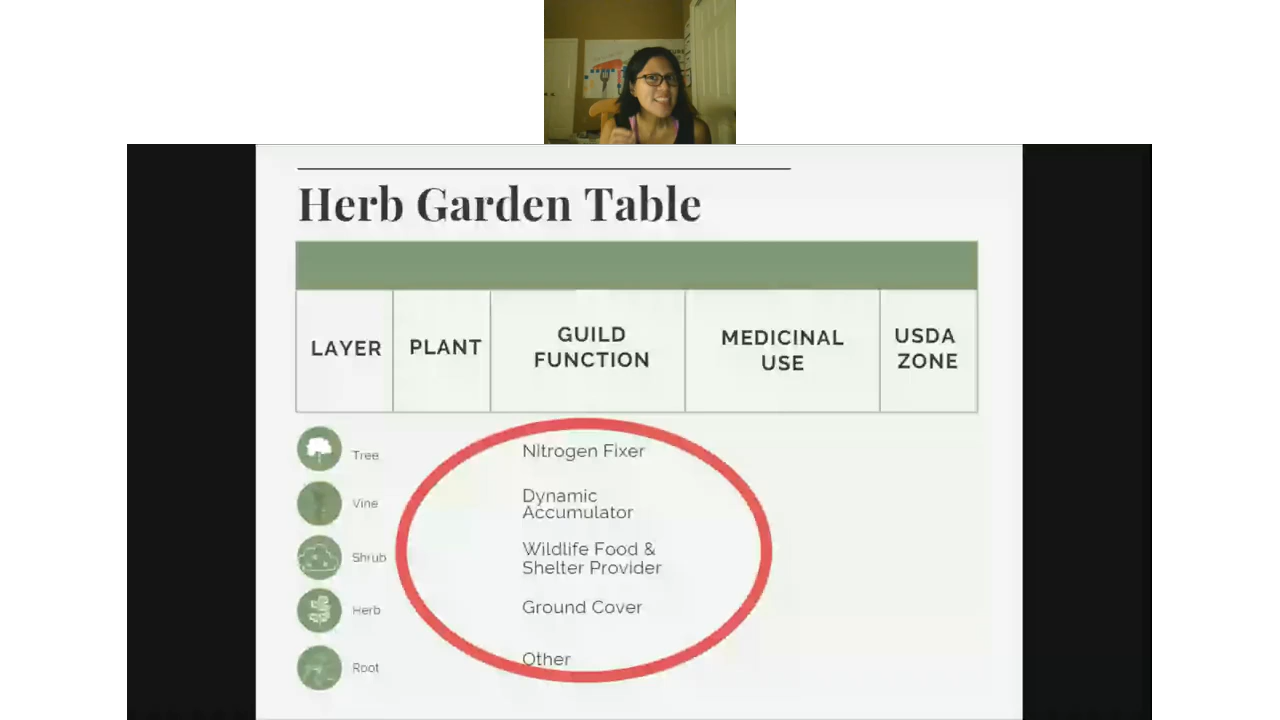 Herb Garden Table
LAYER
PLANT
GUILD
FUNCTION
MEDICINAL
USE
USDA
ZONE
Tree
Nitrogen Fixer
Vine
Dynamic
Accumulator
Shrub
Wildlife Food &
Shelter Provider
Herb
Ground Cover
Root
Other